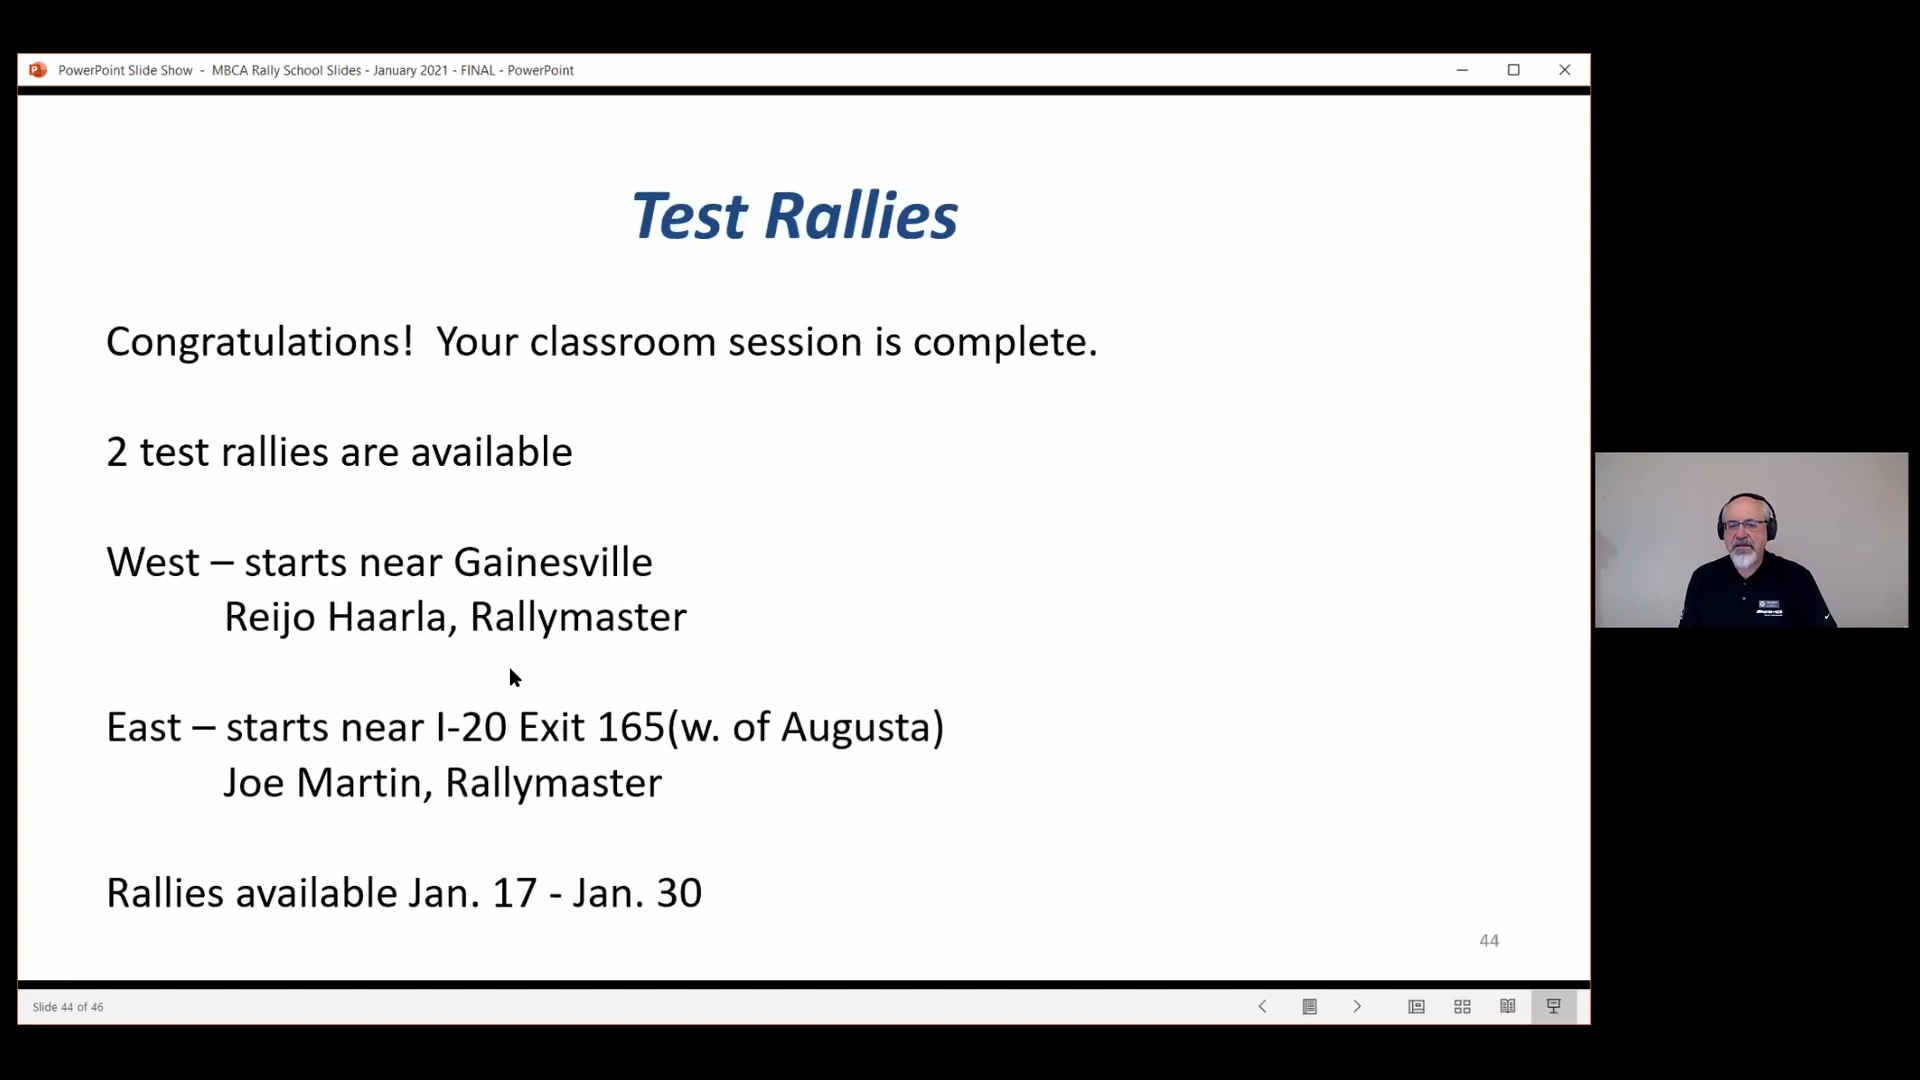 PowerPoint Slide Show - MBCA Rally School Slides - January 2021 - FINAL - PowerPoint
Test Rallies
Congratulations!  Your classroom session is complete.
2 test rallies are available
West – starts near Gainesville
Reijo Haarla, Rallymaster
East – starts near I-20 Exit 165(w. of Augusta)
Joe Martin, Rallymaster
Rallies available Jan. 17 - Jan. 30
44
Slide 44 of 46